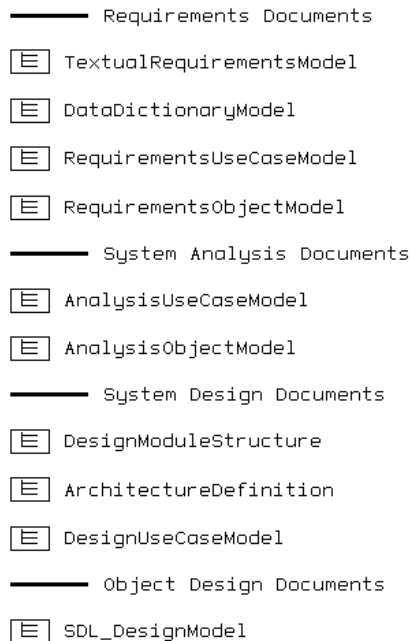 Requirements Documents
TextualRequirementsModel
DataDictionaryModel
RequirementsUseCaseModel
RequirementsObjectModel
System Analysis Documents
AnalysisUseCaseModel
AnalysisObjectModel
System Design Documents
DesignModuleStructure
ArchitectureDefinition
DesignUseCaseModel
Object Design Documents
SDL_DesignModel